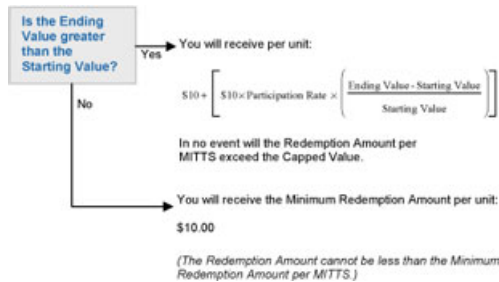 Is the Ending
Value greater
than the
Starting Value?
Yes
You will receive per unit:
$10 + [ $10 × Participation Rate × ( Ending Value - Starting Value / Starting Value ) ]
No
In no event will the Redemption Amount per
MITTS exceed the Capped Value.
You will receive the Minimum Redemption Amount per unit:
$10.00
(The Redemption Amount cannot be less than the Minimum
Redemption Amount per MITTS.)